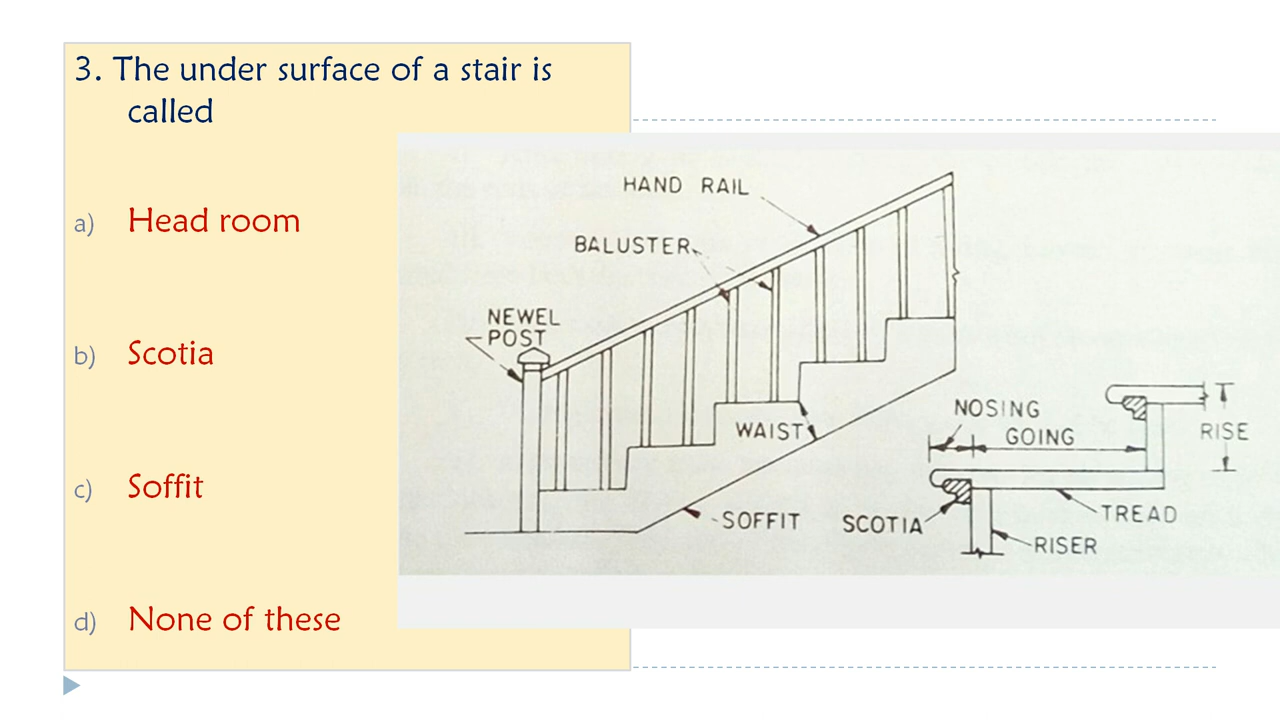 3. The under surface of a stair is
called
a) Head room
b) Scotia
c) Soffit
d) None of these
HAND RAIL
BALUSTER
NEWEL
POST
WAIST
SOFFIT
NOSING
GOING
RISE
SCOTIA
TREAD
RISER